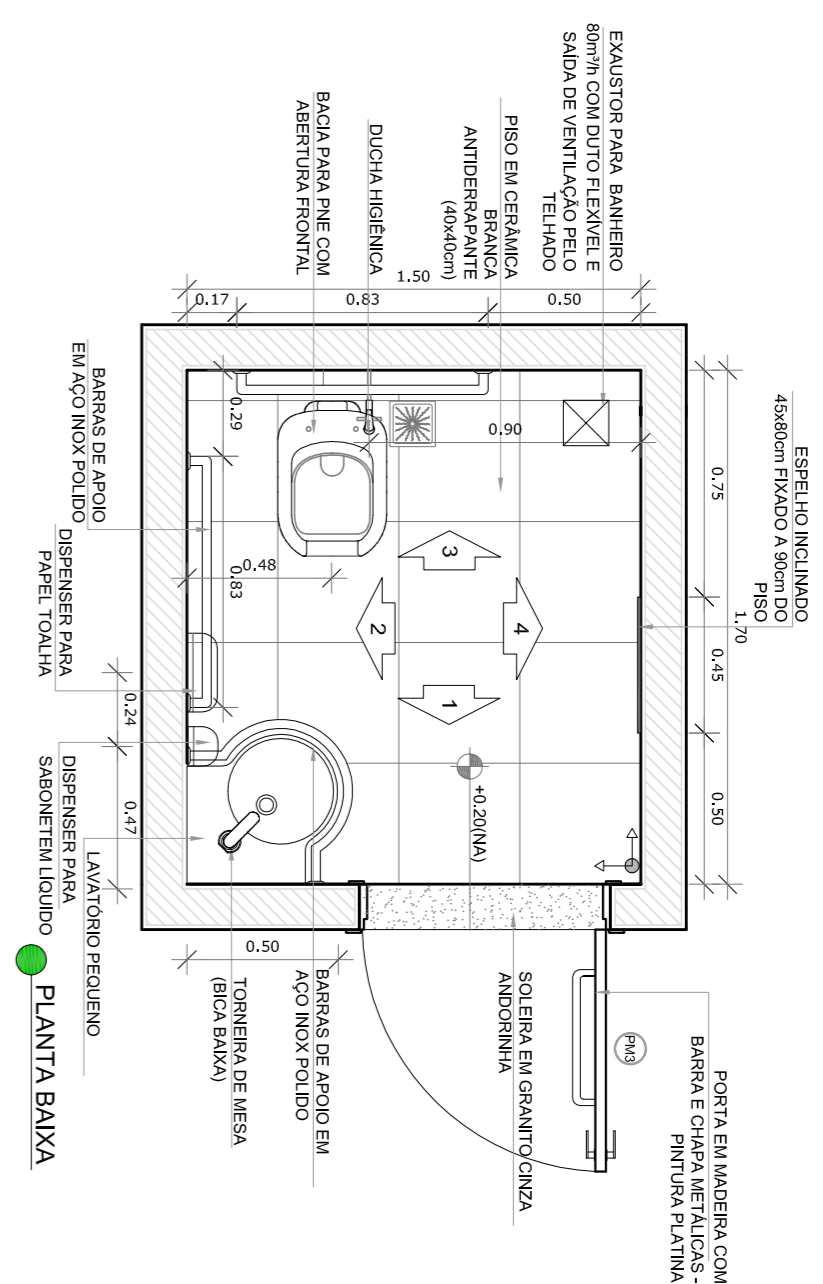 EXAUSTOR PARA BANHEIRO
80m³/h COM DUTO FLEXÍVEL E
SAÍDA DE VENTILAÇÃO PELO
TELHADO
PISO EM CERÂMICA
BRANCA
ANTIDERRAPANTE
(40x40cm)
DUCHA HIGIÊNICA
BACIA PARA PNE COM
ABERTURA FRONTAL
ESPELHO INCLINADO
45x80cm FIXADO A 90cm DO
PISO
1.50
0.17
0.83
0.50
0.75
1.70
0.45
0.50
0.29
0.90
0.48
0.83
3
2
4
1
+0.20(NA)
BARRAS DE APOIO
EM AÇO INOX POLIDO
DISPENSER PARA
PAPEL TOALHA
0.24
0.47
DISPENSER PARA
SABONETEM LÍQUIDO
LAVATÓRIO PEQUENO
0.50
TORNEIRA DE MESA
(BICA BAIXA)
BARRAS DE APOIO EM
AÇO INOX POLIDO
SOLEIRA EM GRANITO CINZA
ANDORINHA
PM3
PORTA EM MADEIRA COM
BARRA E CHAPA METÁLICAS -
PINTURA PLATINA
PLANTA BAIXA